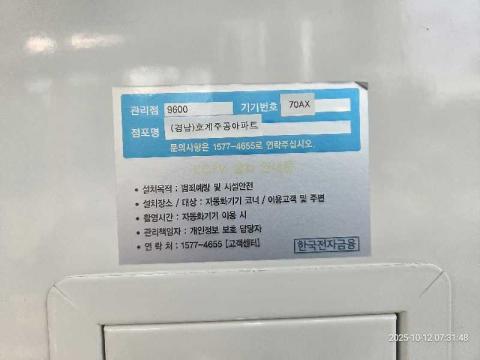 관리점 9600 기기번호 70AX
점포명 (경남)호계주공아파트
문의사항은 1577-4655로 연락주십시오
CCTV 설치 안내문
• 설치목적 : 범죄예방 및 시설안전
• 설치장소 / 대상 : 자동화기기 코너 / 이용고객 및 주변
• 촬영시간 : 자동화기기 이용 시
• 관리책임자 : 개인정보 보호 담당자
• 연 락 처 : 1577-4655 [고객센터]
한국전자금융
2025-10-12 07:31:48